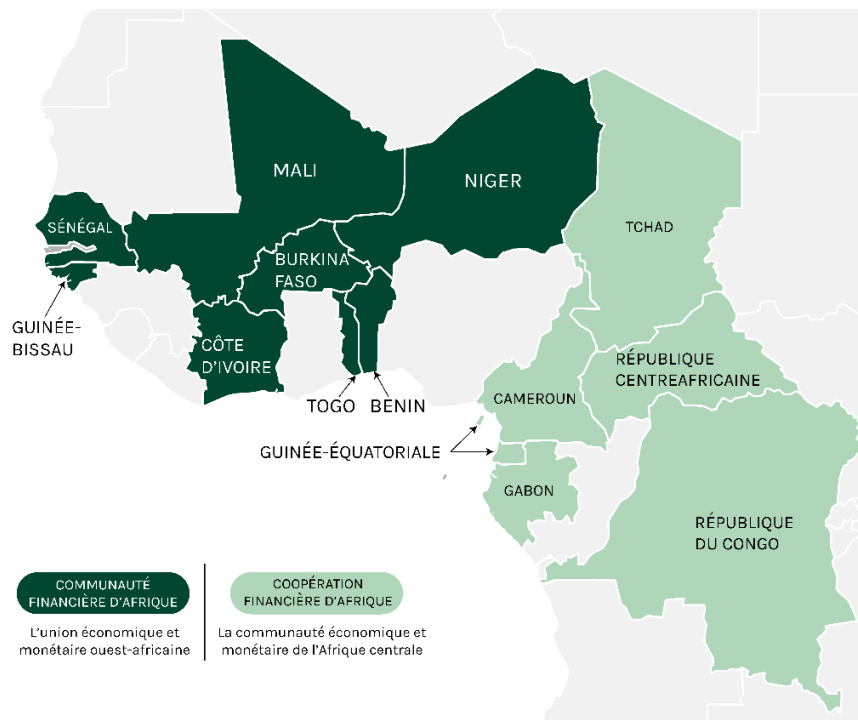 MALI
NIGER
SÉNÉGAL
TCHAD
BURKINA
FASO
GUINÉE-
BISSAU
CÔTE
D'IVOIRE
RÉPUBLIQUE
CENTREAFRICAINE
CAMEROUN
TOGO
BENIN
GUINÉE-ÉQUATORIALE
GABON
RÉPUBLIQUE
DU CONGO
COMMUNAUTÉ
FINANCIÈRE D'AFRIQUE
L'union économique et
monétaire ouest-africaine
COOPÉRATION
FINANCIÈRE D'AFRIQUE
La communauté économique et
monétaire de l'Afrique centrale